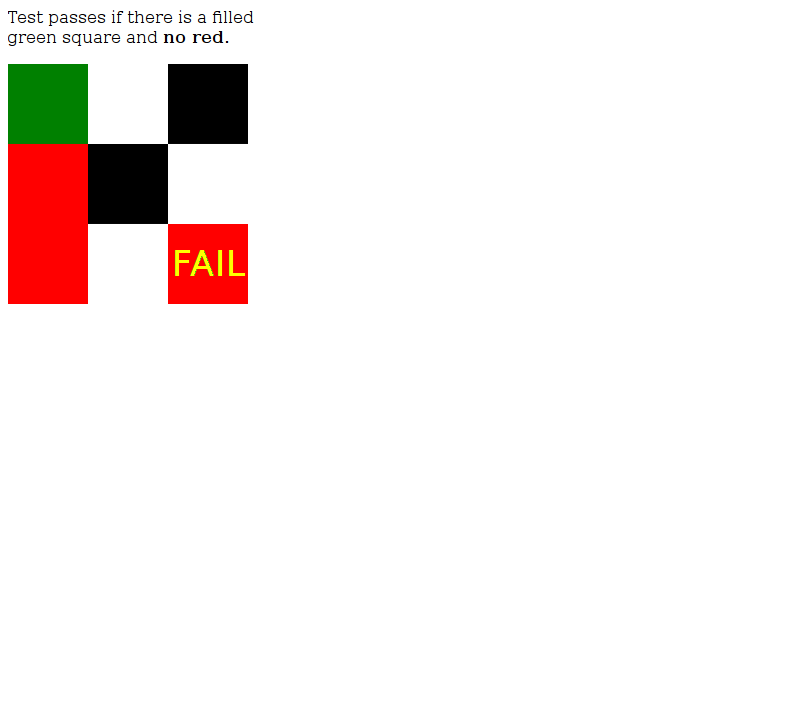 Test passes if there is a filled
green square and no red.
FAIL